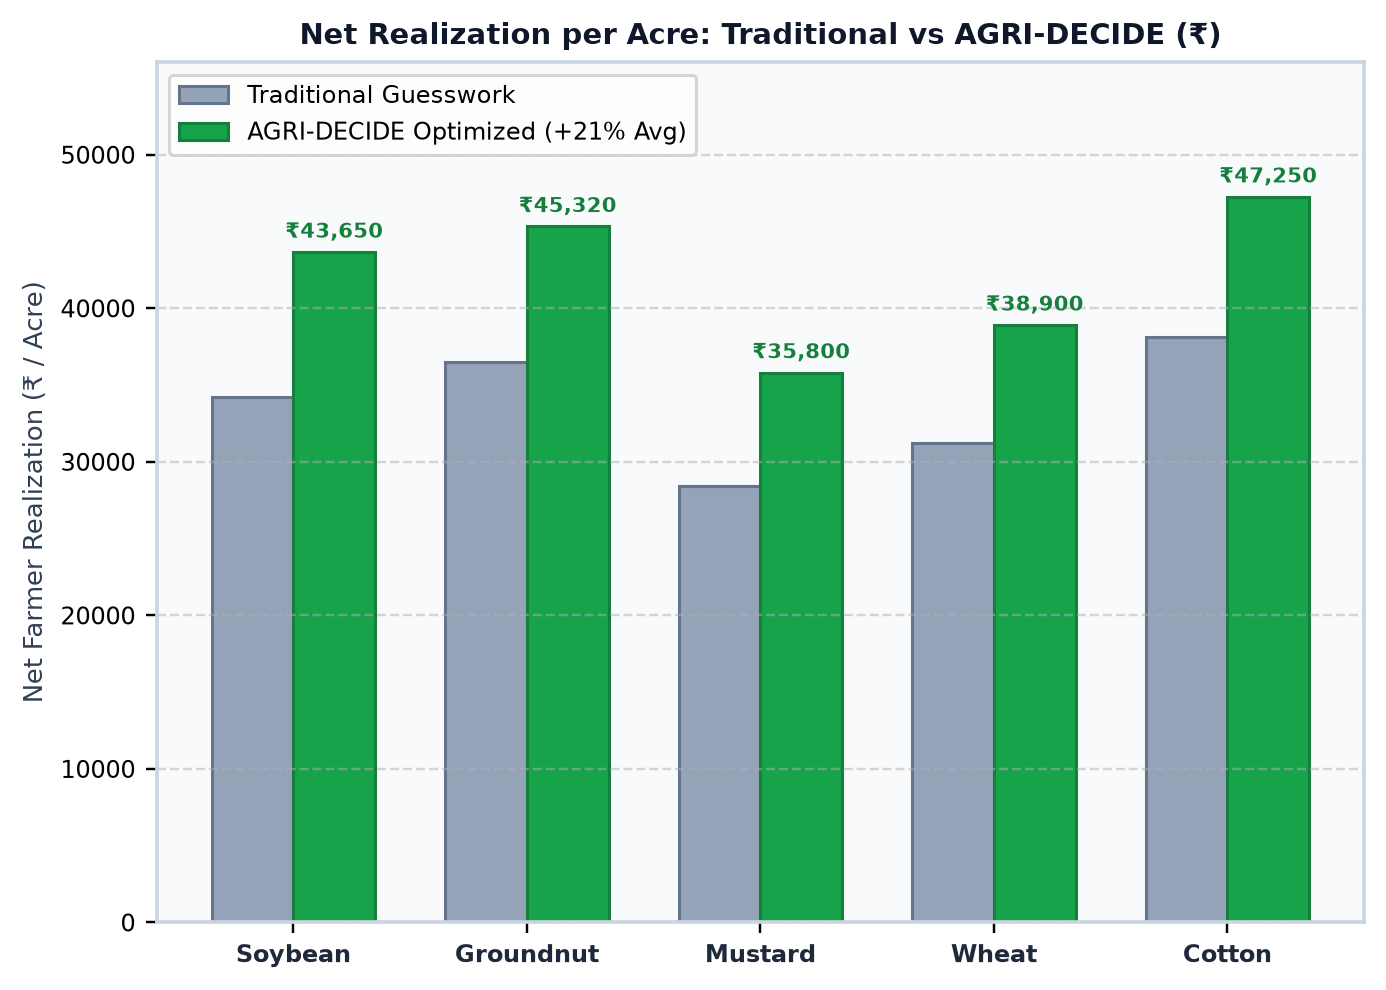 Net Realization per Acre: Traditional vs AGRI-DECIDE (₹)
Traditional Guesswork
AGRI-DECIDE Optimized (+21% Avg)
Net Farmer Realization (₹ / Acre)
50000
40000
30000
20000
10000
0
₹43,650
₹45,320
₹35,800
₹38,900
₹47,250
Soybean
Groundnut
Mustard
Wheat
Cotton